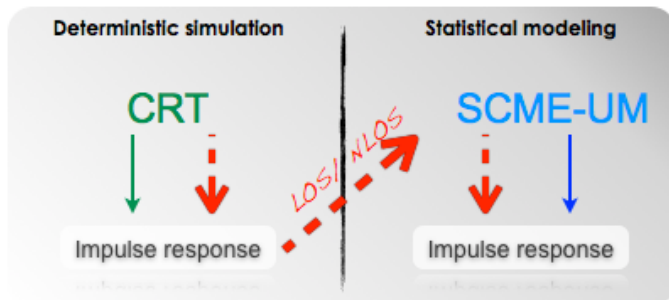 Deterministic simulation
Statistical modeling
CRT
SCME-UM
LOS/ NLOS
Impulse response
Impulse response